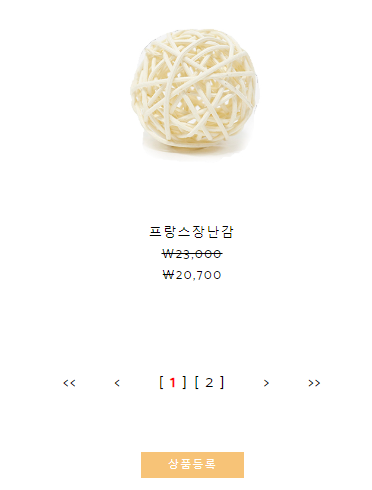 프랑스장난감
₩23,000
₩20,700
<< < [ 1 ] [ 2 ] > >>
상품등록